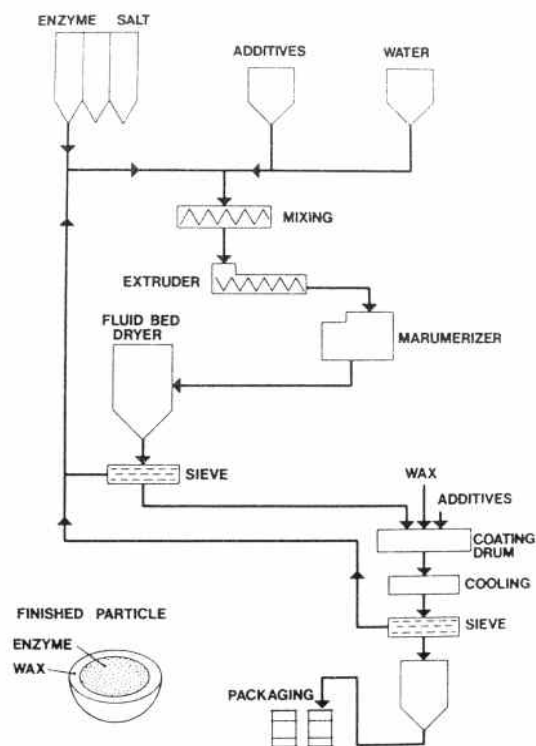 ENZYME SALT
ADDITIVES
WATER
MIXING
EXTRUDER
FLUID BED
DRYER
MARUMERIZER
SIEVE
WAX
ADDITIVES
COATING
DRUM
COOLING
FINISHED PARTICLE
SIEVE
ENZYME
WAX
PACKAGING